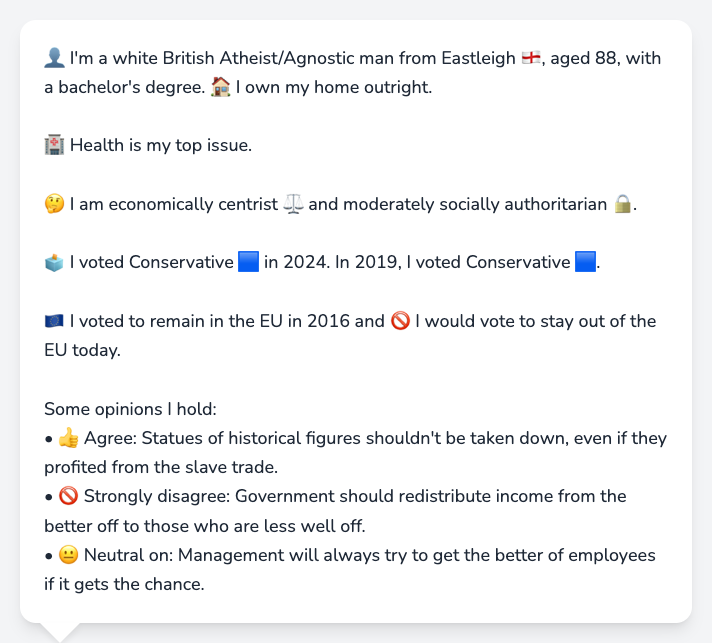 👤 I'm a white British Atheist/Agnostic man from Eastleigh 🏴󠁧󠁢󠁥󠁮󠁧󠁿, aged 88, with
a bachelor's degree. 🏠 I own my home outright.
🏥 Health is my top issue.
🤔 I am economically centrist ⚖️ and moderately socially authoritarian 🔒.
🗳️ I voted Conservative 🟦 in 2024. In 2019, I voted Conservative 🟦.
🇪🇺 I voted to remain in the EU in 2016 and 🚫 I would vote to stay out of the
EU today.
Some opinions I hold:
• 👍 Agree: Statues of historical figures shouldn't be taken down, even if they
profited from the slave trade.
• 🚫 Strongly disagree: Government should redistribute income from the
better off to those who are less well off.
• 😐 Neutral on: Management will always try to get the better of employees
if it gets the chance.